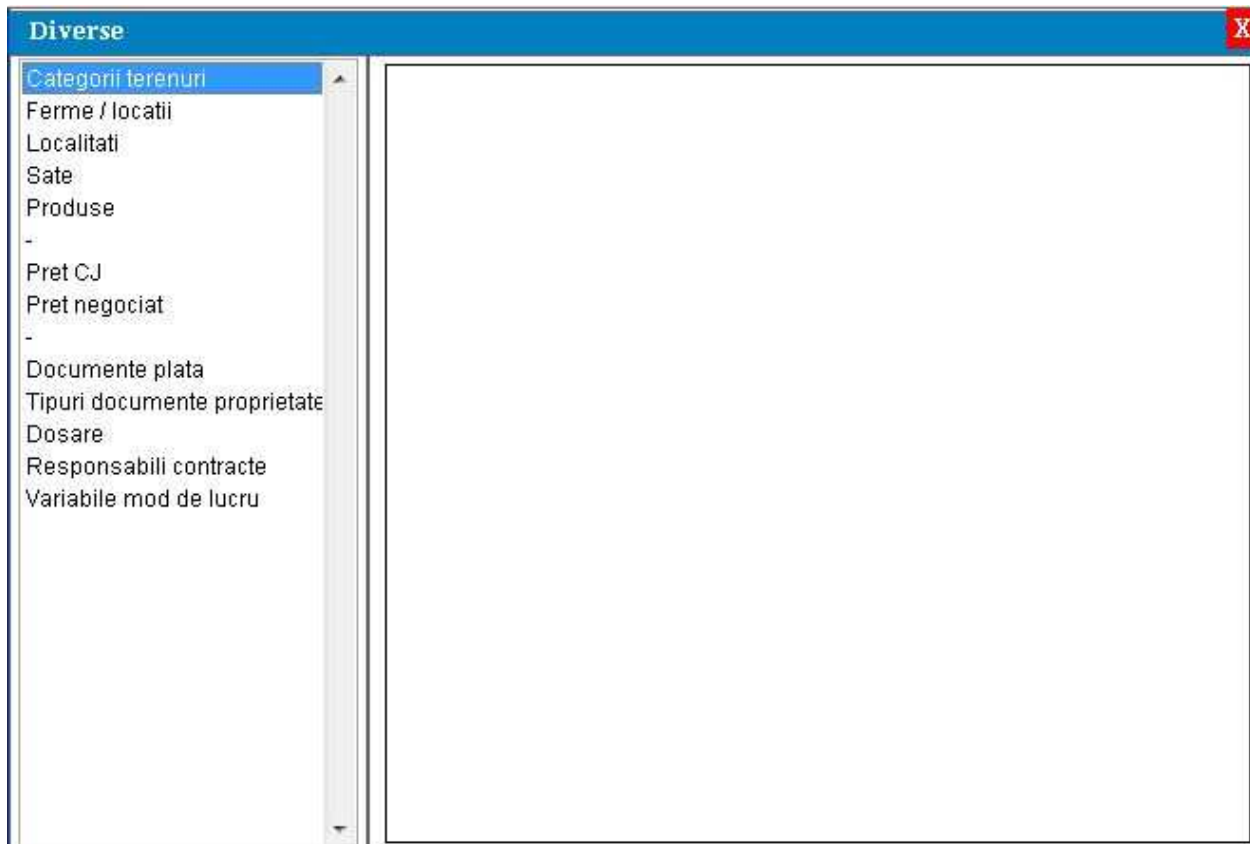 Diverse
X
Categorii terenuri
Ferme / locatii
Localitati
Sate
Produse
-
Pret CJ
Pret negociat
-
Documente plata
Tipuri documente proprietate
Dosare
Responsabili contracte
Variabile mod de lucru